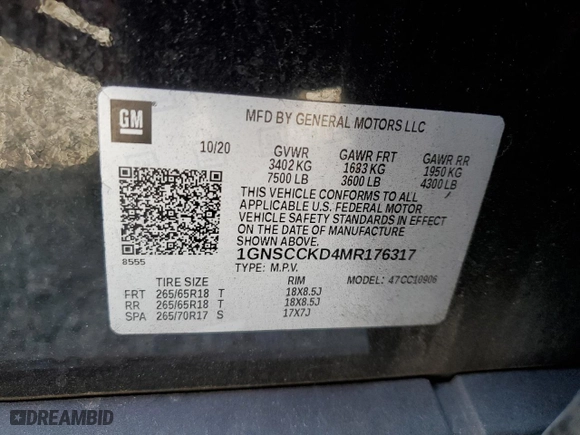 GM
MFD BY GENERAL MOTORS LLC
10/20 GVWR GAWR FRT GAWR RR
3402 KG 1633 KG 1950 KG
7500 LB 3600 LB 4300 LB
THIS VEHICLE CONFORMS TO ALL
APPLICABLE U.S. FEDERAL MOTOR
VEHICLE SAFETY STANDARDS IN EFFECT
ON THE DATE OF MANUFACTURE
SHOWN ABOVE.
8555 1GNSCCKD4MR176317
TYPE: M.P.V. MODEL: 47CC10906
TIRE SIZE RIM
FRT 265/65R18 T 18X8.5J
RR 265/65R18 T 18X8.5J
SPA 265/70R17 S 17X7J
DREAMBID